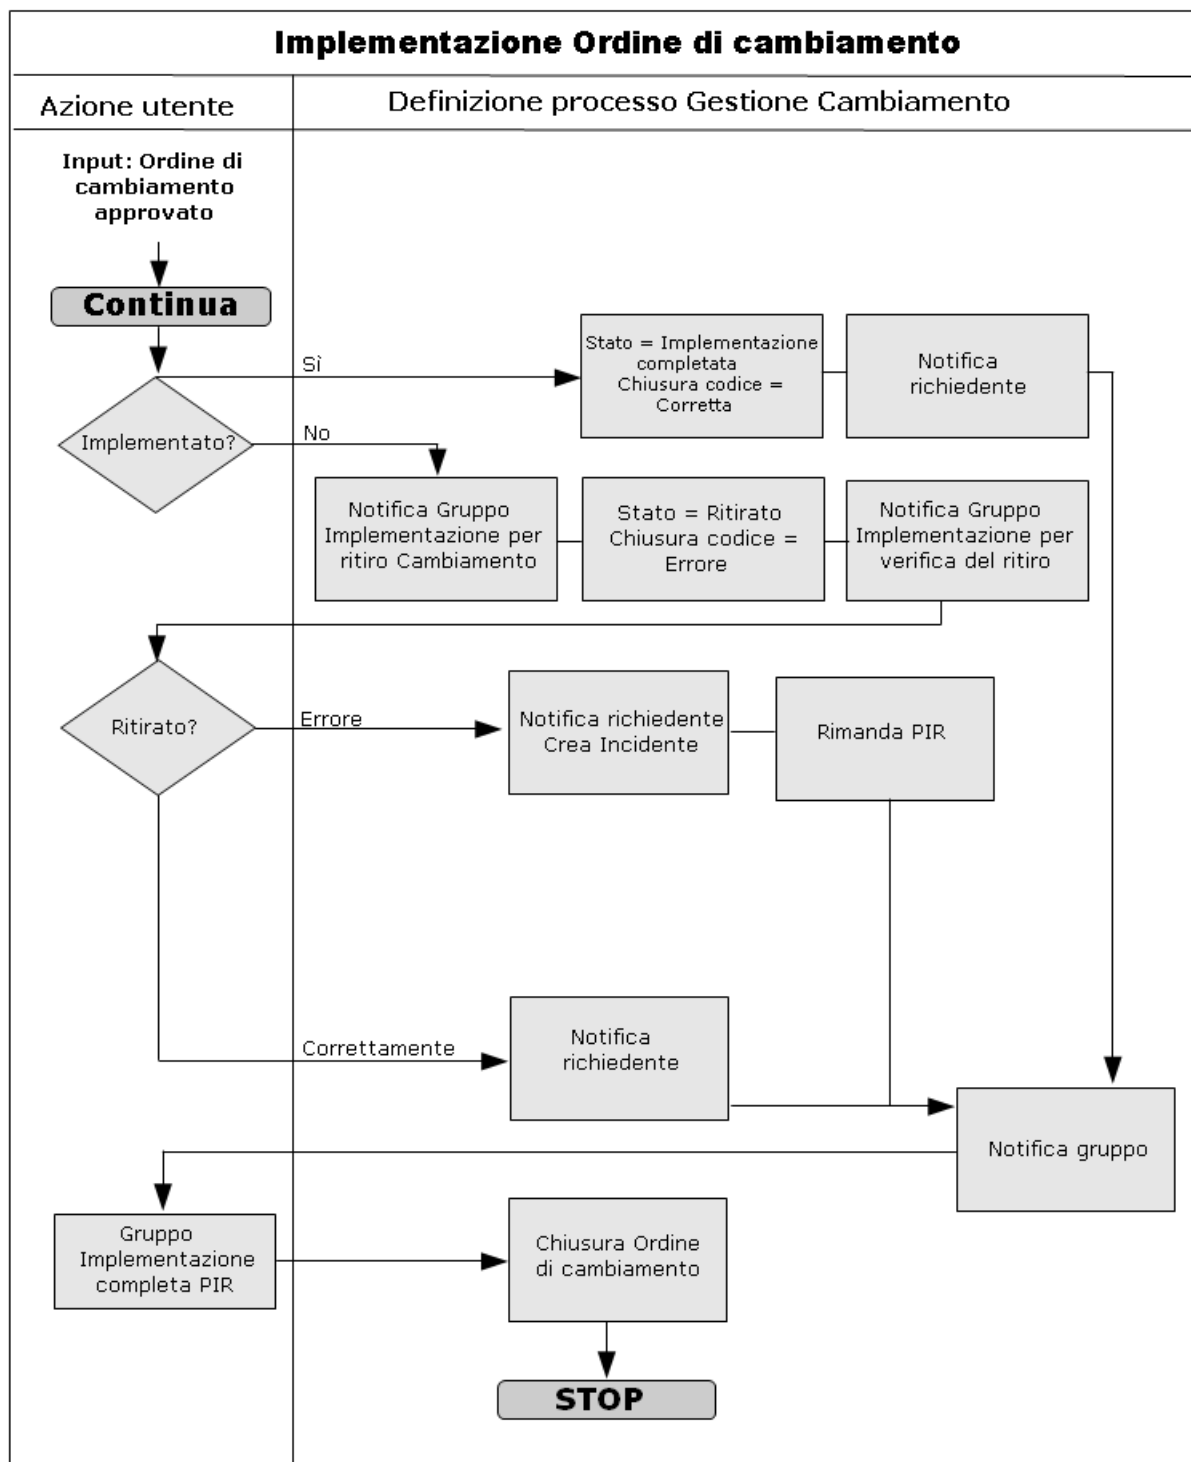 Implementazione Ordine di cambiamento
Azione utente
Definizione processo Gestione Cambiamento
Input: Ordine di
cambiamento
approvato
Continua
Sì
Stato = Implementazione
completata
Chiusura codice =
Corretta
Notifica
richiedente
Implementato?
No
Notifica Gruppo
Implementazione per
ritiro Cambiamento
Stato = Ritirato
Chiusura codice =
Errore
Notifica Gruppo
Implementazione per
verifica del ritiro
Ritirato?
Errore
Notifica richiedente
Crea Incidente
Rimanda PIR
Correttamente
Notifica
richiedente
Notifica gruppo
Gruppo
Implementazione
completa PIR
Chiusura Ordine
di cambiamento
STOP